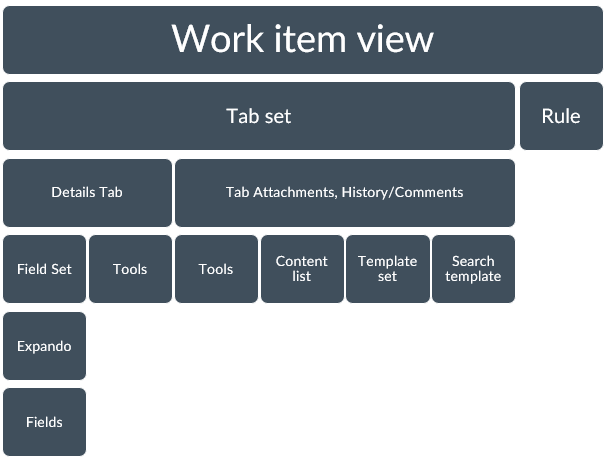 Work item view
Tab set
Rule
Details Tab
Tab Attachments, History/Comments
Field Set
Tools
Tools
Content
list
Template
set
Search
template
Expando
Fields